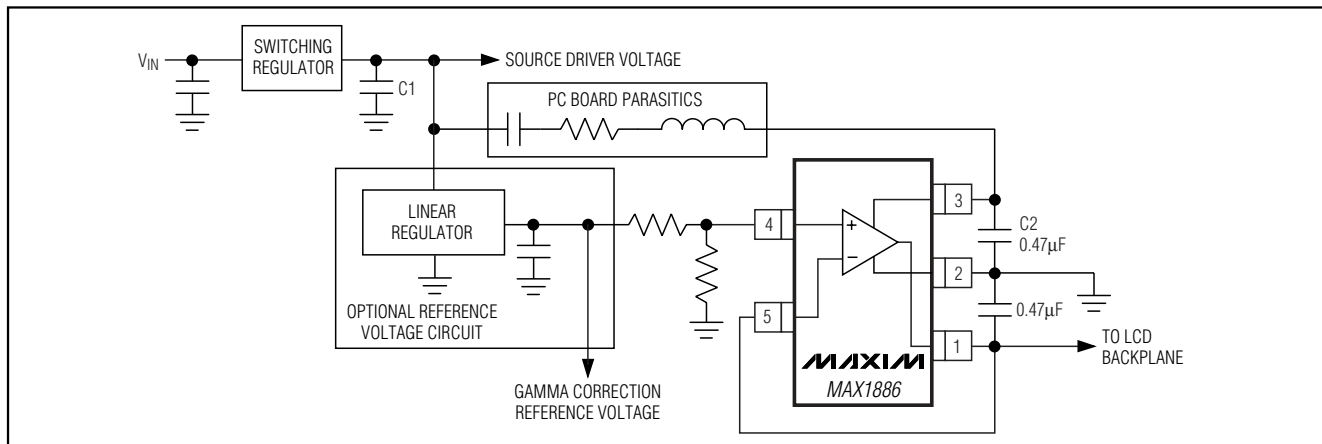 VIN
SWITCHING
REGULATOR
C1
SOURCE DRIVER VOLTAGE
PC BOARD PARASITICS
LINEAR
REGULATOR
OPTIONAL REFERENCE
VOLTAGE CIRCUIT
GAMMA CORRECTION
REFERENCE VOLTAGE
4
+
−
5
3
2
1
MAXIM
MAX1886
C2
0.47µF
0.47µF
TO LCD
BACKPLANE